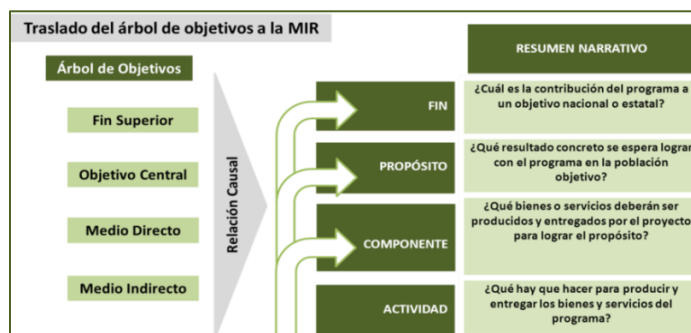 Traslado del árbol de objetivos a la MIR
Árbol de Objetivos
Fin Superior
Objetivo Central
Medio Directo
Medio Indirecto
Relación Causal
RESUMEN NARRATIVO
FIN
¿Cuál es la contribución del programa a
un objetivo nacional o estatal?
PROPÓSITO
¿Qué resultado concreto se espera lograr
con el programa en la población
objetivo?
COMPONENTE
¿Qué bienes o servicios deberán ser
producidos y entregados por el proyecto
para lograr el propósito?
ACTIVIDAD
¿Qué hay que hacer para producir y
entregar los bienes y servicios del
programa?